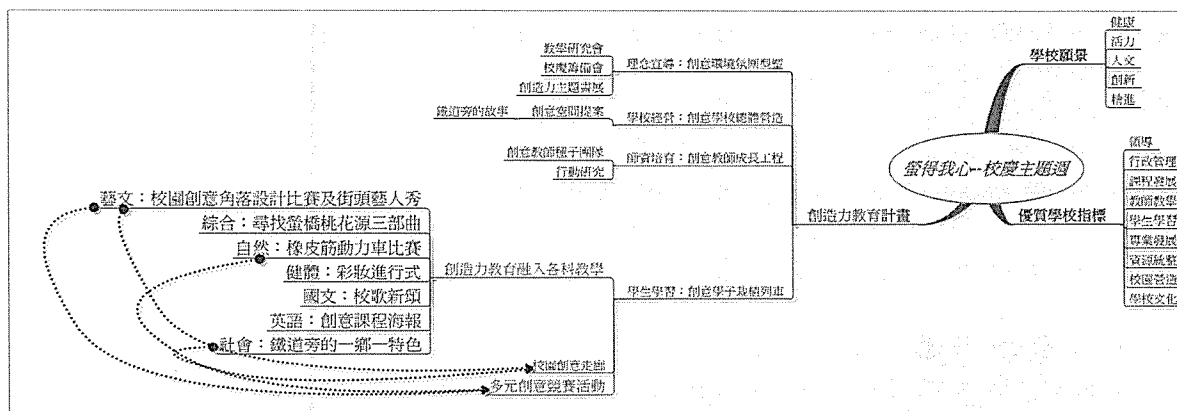 螢得我心--校慶主題週
學校願景
健康
活力
人文
創新
精進
優質學校指標
領導
行政管理
課程發展
教師教學
學生學習
專業發展
資源統整
校園營造
學校文化
創造力教育計畫
理念宣導：創意環境氛圍型塑
教學研究會
校慶籌備會
創造力主題書展
學校經營：創意學校總體營造
創意空間提案
鐵道旁的故事
師資培育：創意教師成長工程
創意教師種子團隊
行動研究
學生學習：創意學子栽植列車
創造力教育融入各科教學
藝文：校園創意角落設計比賽及街頭藝人秀
綜合：尋找螢橋桃花源三部曲
自然：橡皮筋動力車比賽
健體：彩妝進行式
國文：校歌新頌
英語：創意課程海報
社會：鐵道旁的一鄉一特色
校園創意走廊
多元創意競賽活動